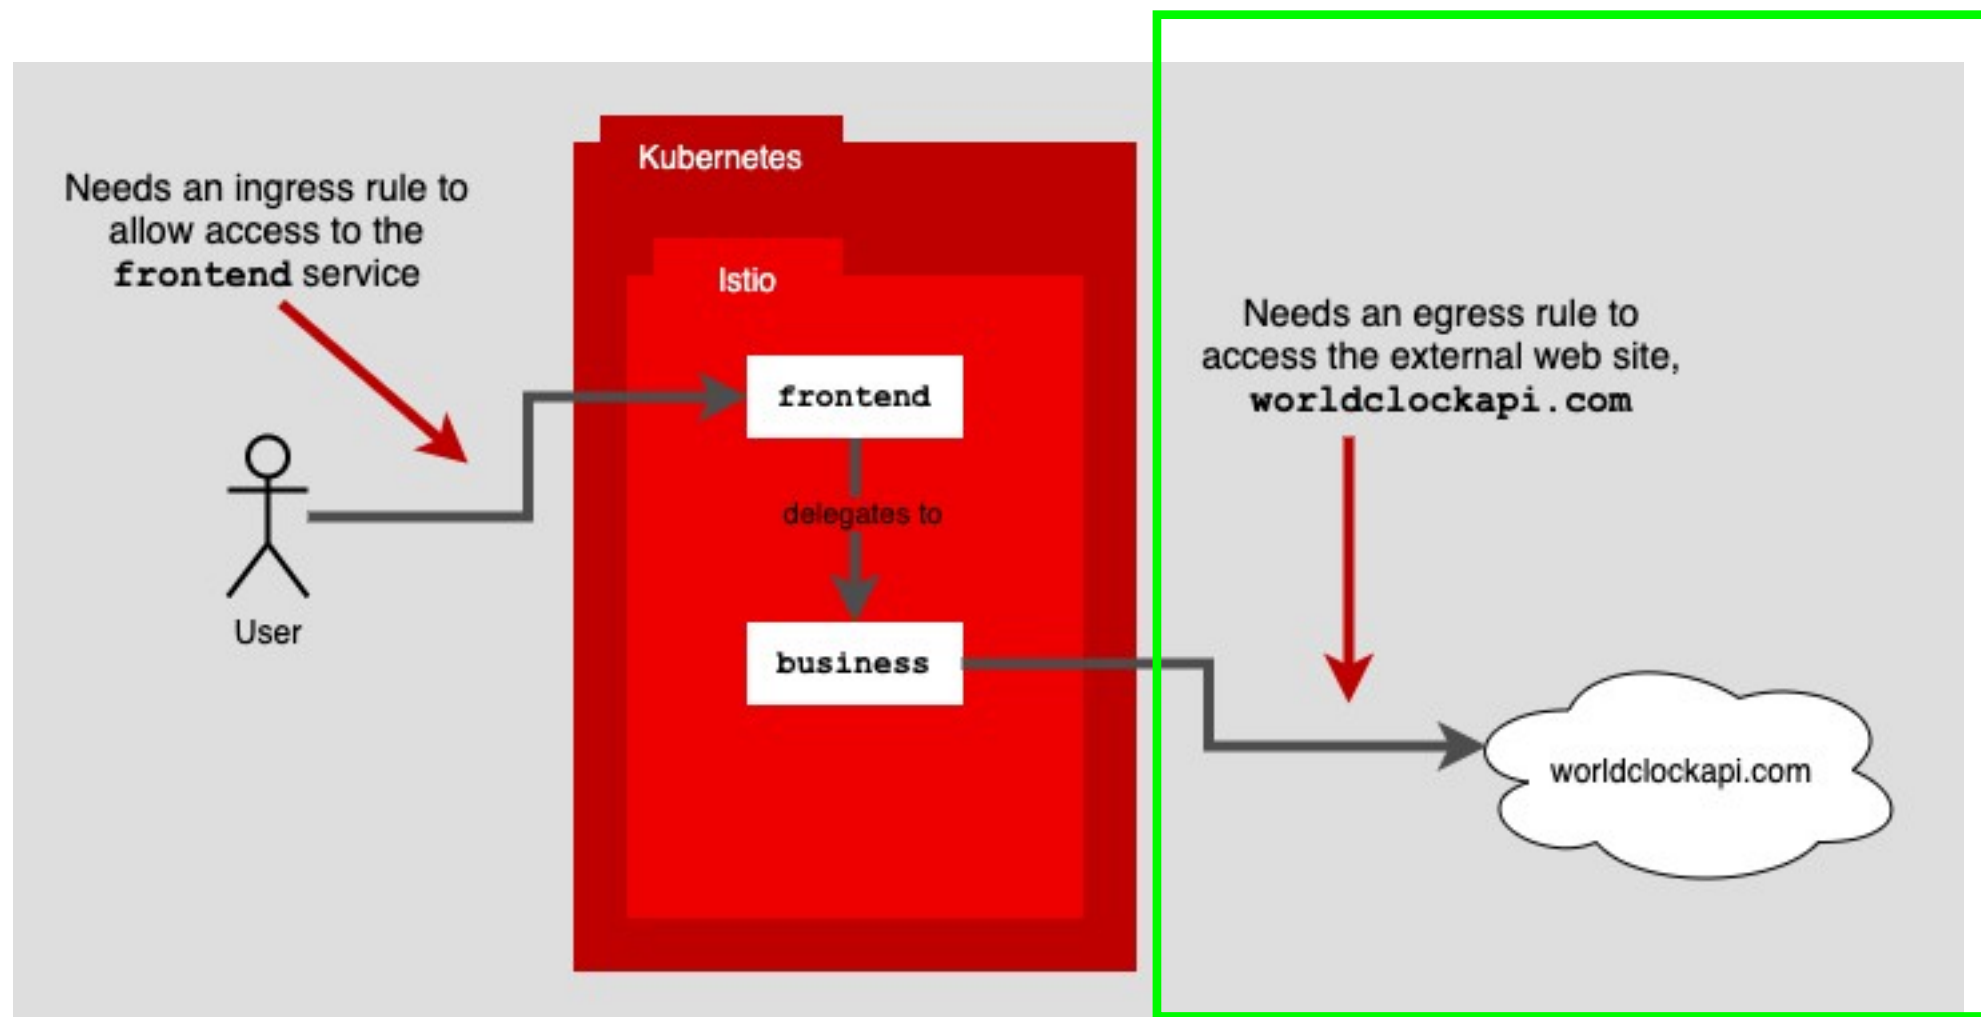 Needs an ingress rule to
allow access to the
frontend service
User
Kubernetes
Istio
frontend
delegates to
business
Needs an egress rule to
access the external web site,
worldclockapi.com
worldclockapi.com